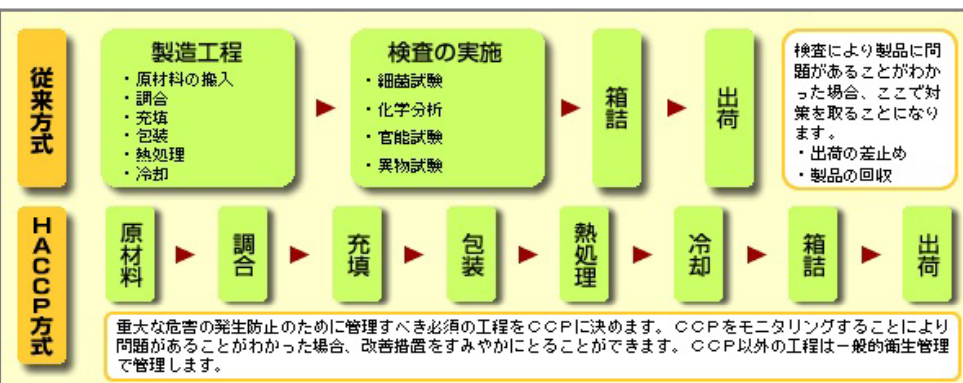 従来方式
製造工程
・原材料の搬入
・調合
・充填
・包装
・熱処理
・冷却
検査の実施
・細菌試験
・化学分析
・官能試験
・異物試験
箱詰
出荷
検査により製品に問
題があることがわか
った場合、ここで対
策を取ることになり
ます。
・出荷の差止め
・製品の回収
HACCP方式
原材料
調合
充填
包装
熱処理
冷却
箱詰
出荷
重大な危害の発生防止のために管理すべき必須の工程をCCPに決めます。CCPをモニタリングすることにより
問題があることがわかった場合、改善措置をすみやかにとることができます。CCP以外の工程は一般的衛生管理
で管理します。